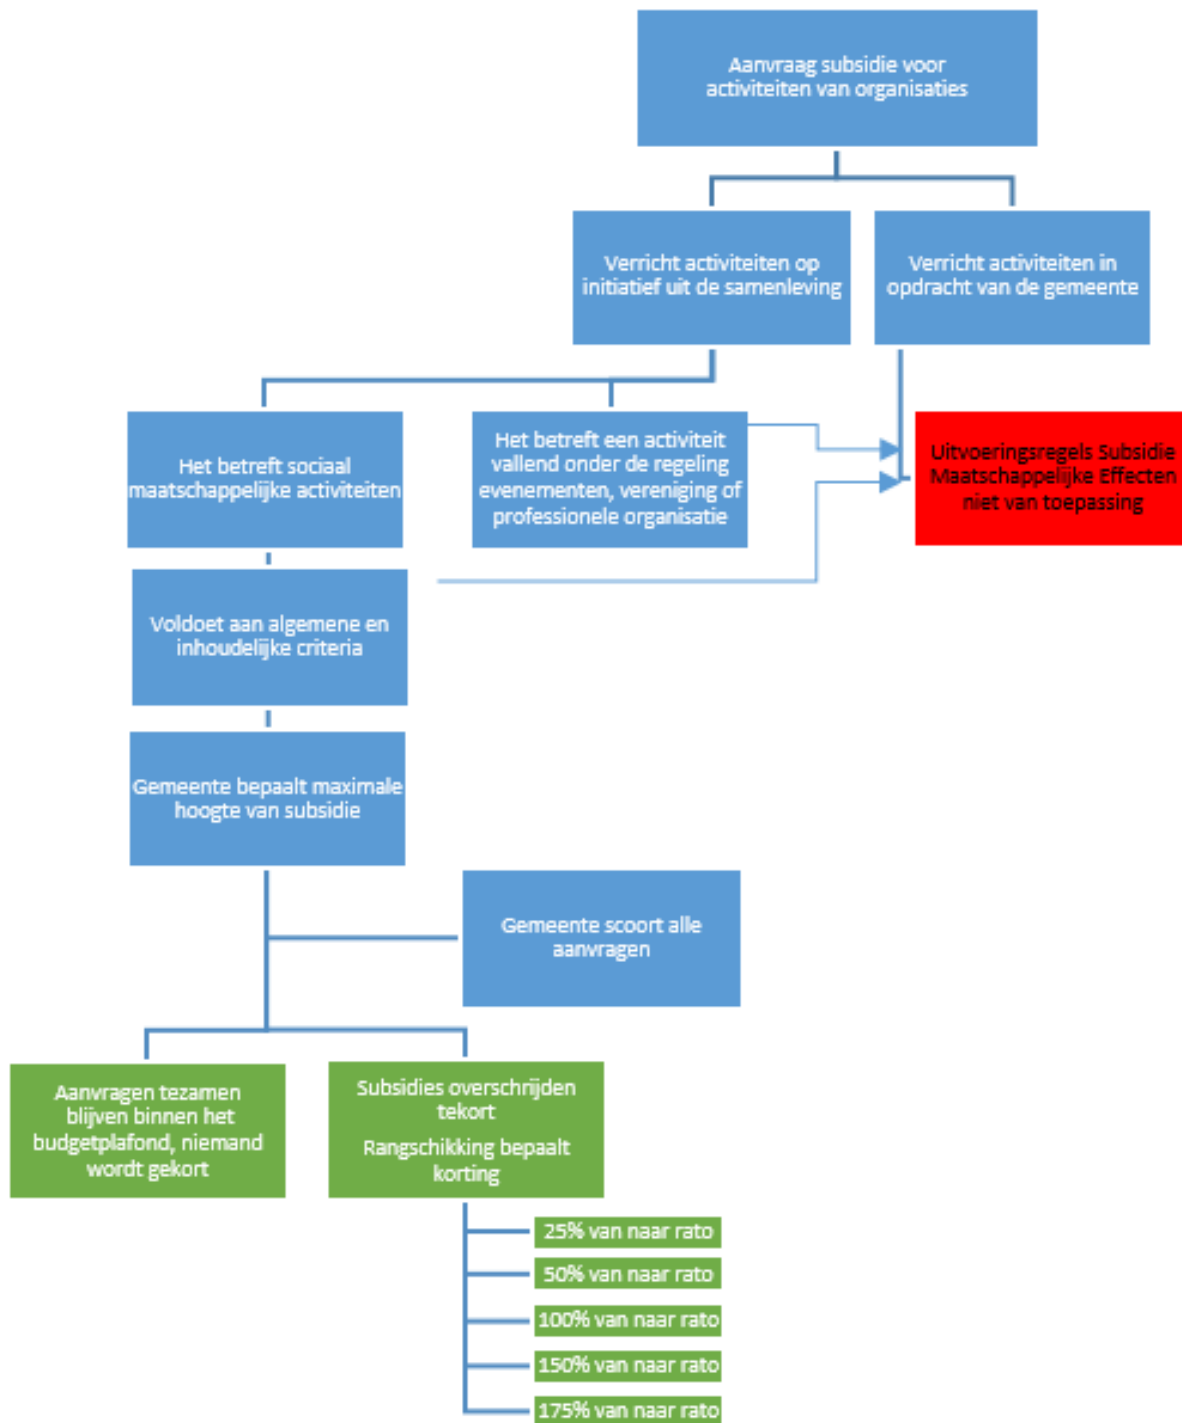 Aanvraag subsidie voor
activiteiten van organisaties
Verricht activiteiten op
initiatief uit de samenleving
Verricht activiteiten in
opdracht van de gemeente
Het betreft sociaal
maatschappelijke activiteiten
Het betreft een activiteit
vallend onder de regeling
evenementen, vereniging of
professionele organisatie
Uitvoeringsregels Subsidie
Maatschappelijke Effecten
niet van toepassing
Voldoet aan algemene en
inhoudelijke criteria
Gemeente bepaalt maximale
hoogte van subsidie
Gemeente scoort alle
aanvragen
Aanvragen tezamen
blijven binnen het
budgetplafond, niemand
wordt gekort
Subsidies overschrijden
tekort
Rangschikking bepaalt
korting
25% van naar rato
50% van naar rato
100% van naar rato
150% van naar rato
175% van naar rato